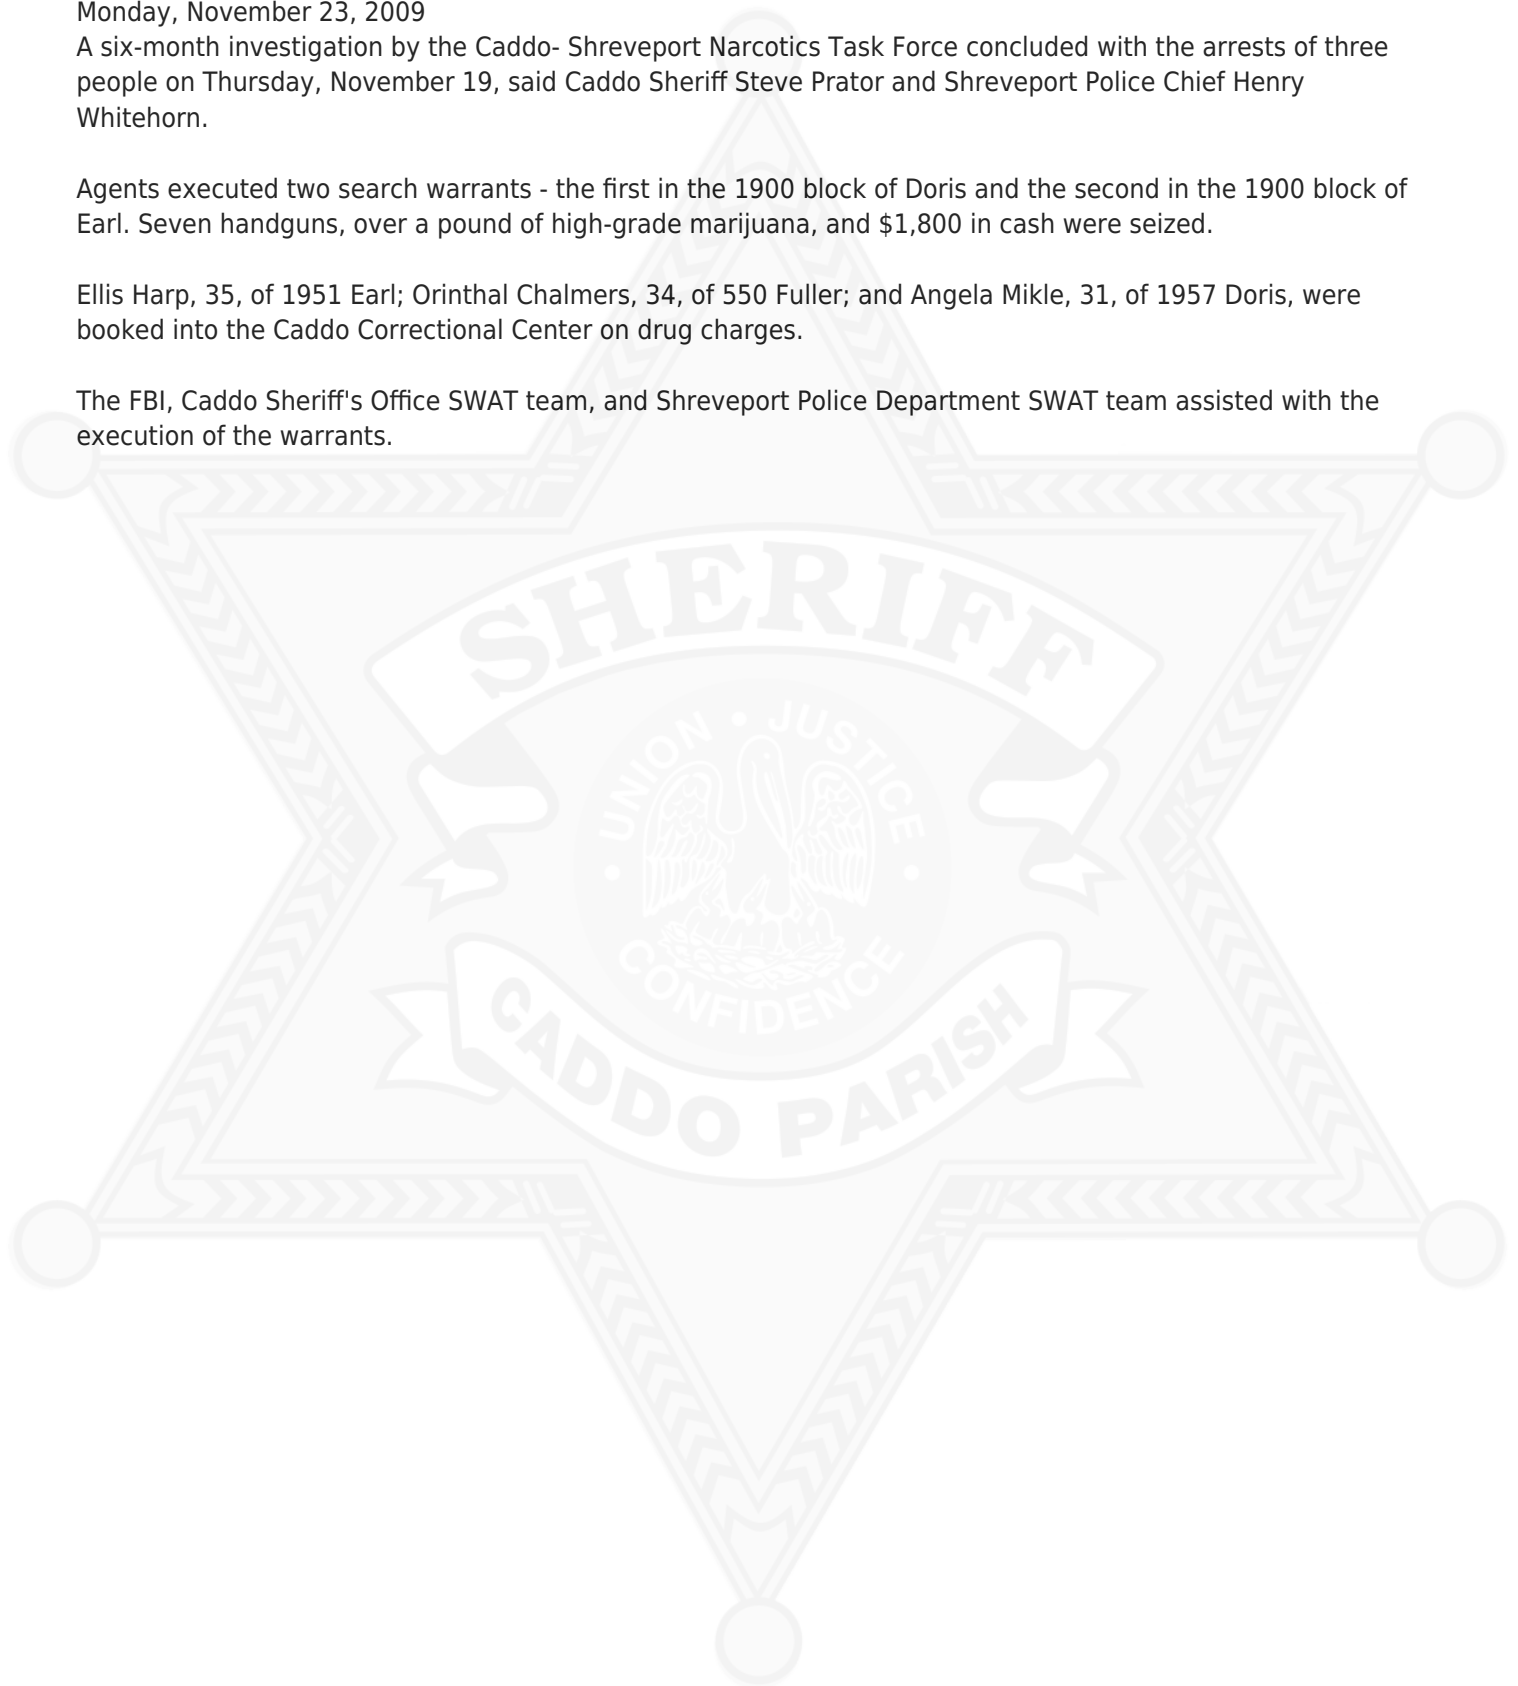 Monday, November 23, 2009
A six-month investigation by the Caddo- Shreveport Narcotics Task Force concluded with the arrests of three
people on Thursday, November 19, said Caddo Sheriff Steve Prator and Shreveport Police Chief Henry
Whitehorn.
Agents executed two search warrants - the first in the 1900 block of Doris and the second in the 1900 block of
Earl. Seven handguns, over a pound of high-grade marijuana, and $1,800 in cash were seized.
Ellis Harp, 35, of 1951 Earl; Orinthal Chalmers, 34, of 550 Fuller; and Angela Mikle, 31, of 1957 Doris, were
booked into the Caddo Correctional Center on drug charges.
The FBI, Caddo Sheriff's Office SWAT team, and Shreveport Police Department SWAT team assisted with the
execution of the warrants.
SHERIFF
UNION • JUSTICE
• CONFIDENCE •
CADDO PARISH